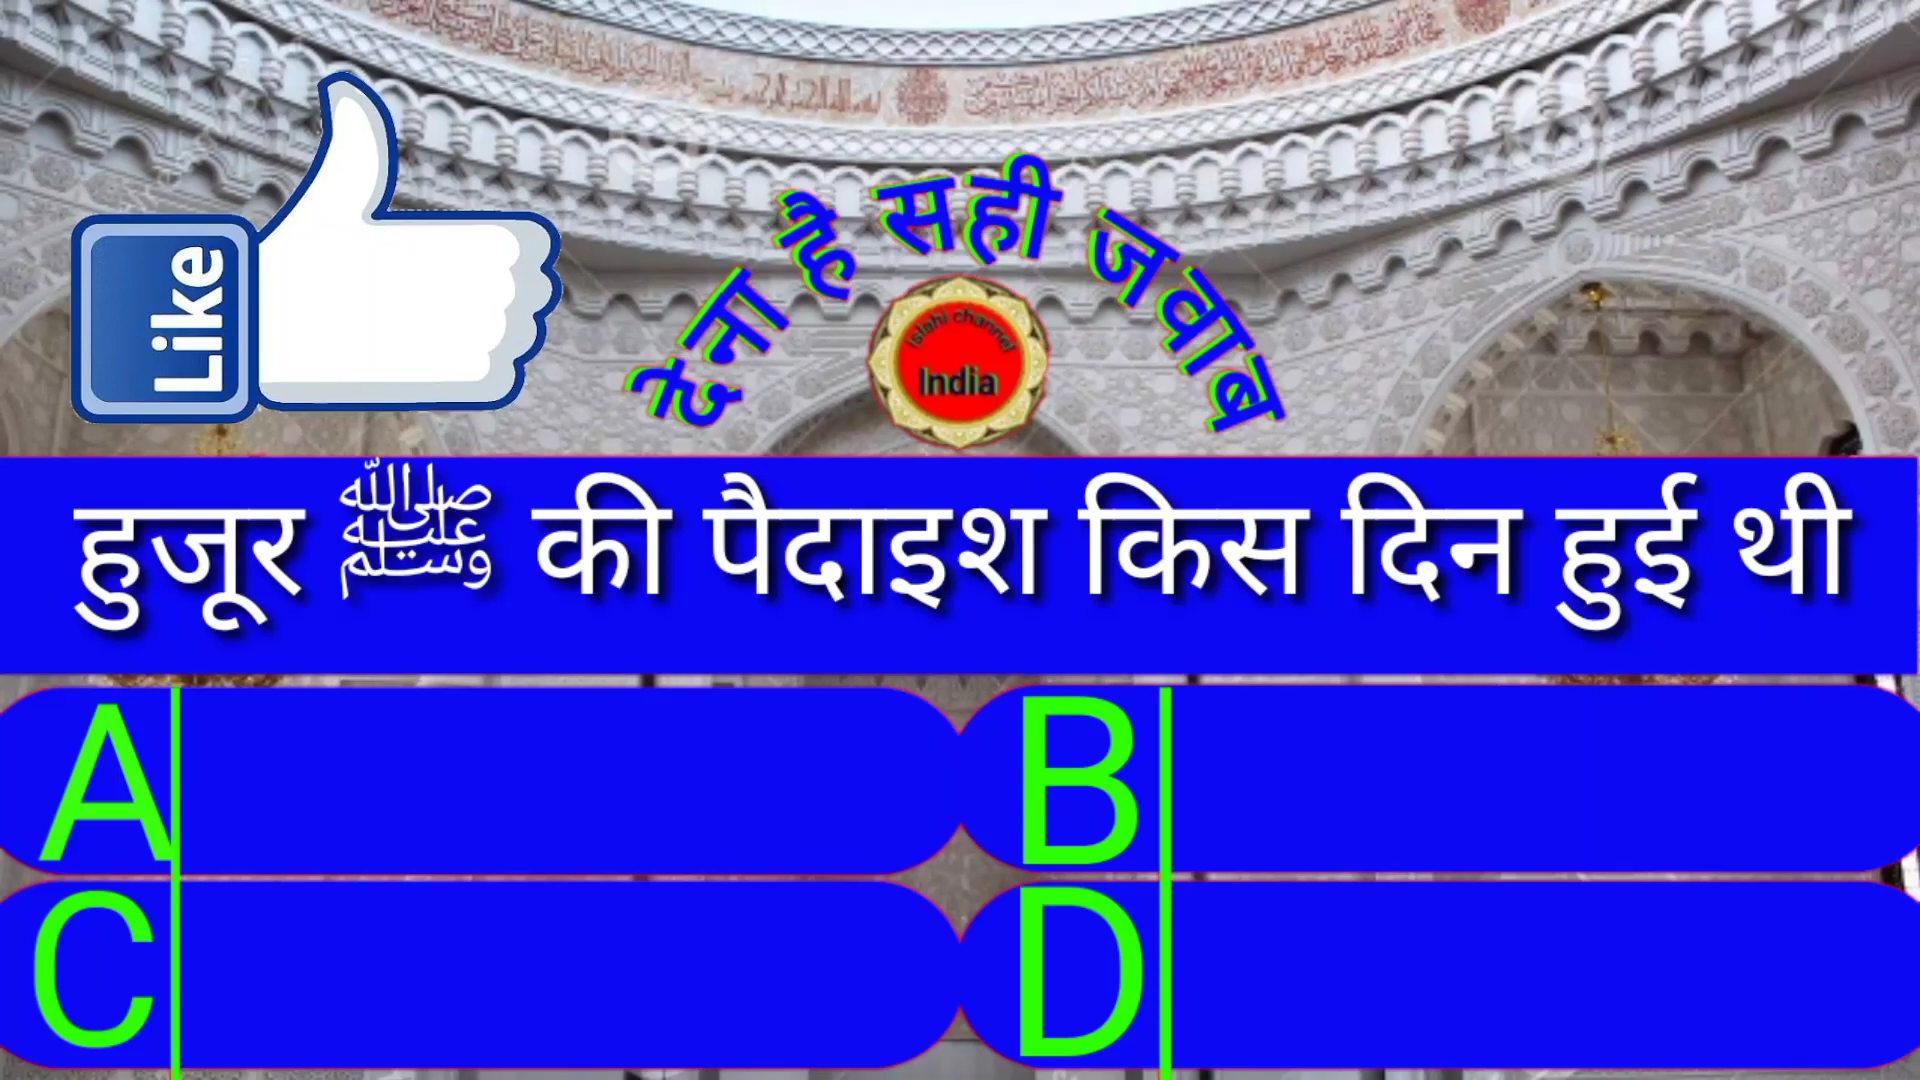 Like
देना है सही जवाब
islahi channel
India
हुजूर ﷺ की पैदाइश किस दिन हुई थी
A
B
C
D